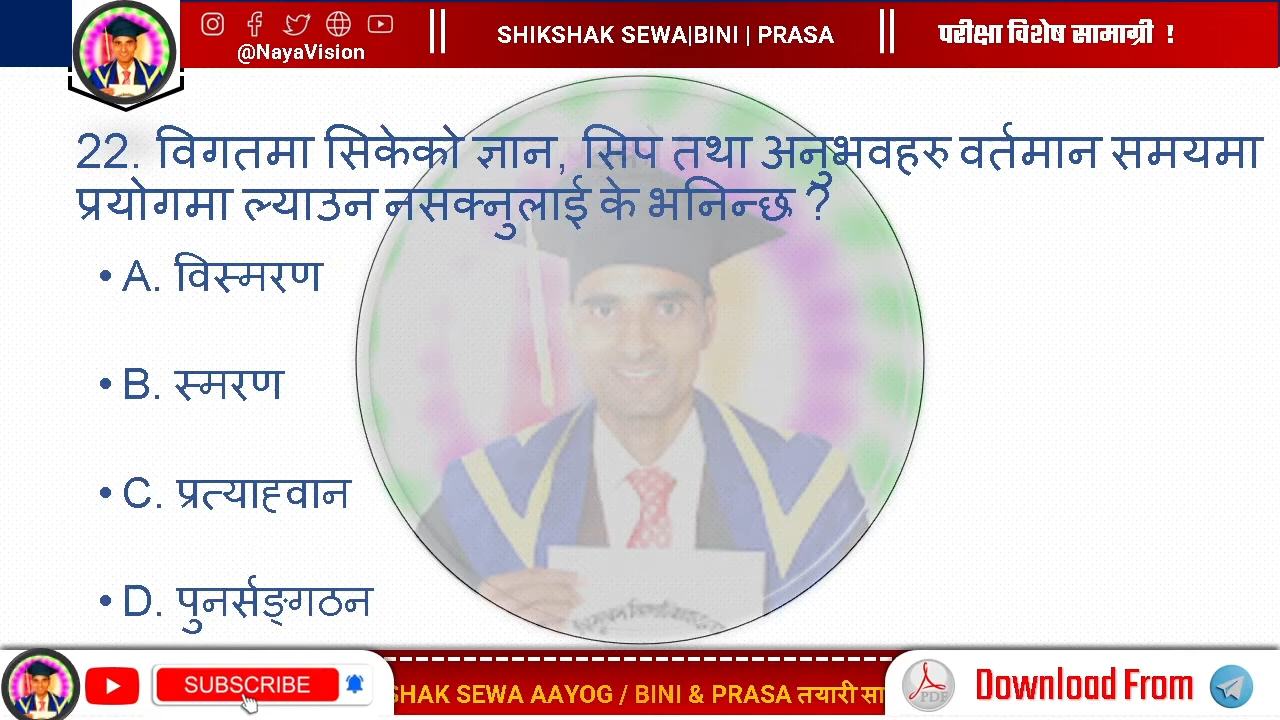 @NayaVision
SHIKSHAK SEWA|BINI | PRASA
परीक्षा विशेष सामाग्री !
22. विगतमा सिकेको ज्ञान, सिप तथा अनुभवहरु वर्तमान समयमा
प्रयोगमा ल्याउन नसक्नुलाई के भनिन्छ ?
• A. विस्मरण
• B. स्मरण
• C. प्रत्याह्वान
• D. पुनर्सङ्गठन
SUBSCRIBE
SHAK SEWA AAYOG / BINI & PRASA तयारी सा
PDF
Download From